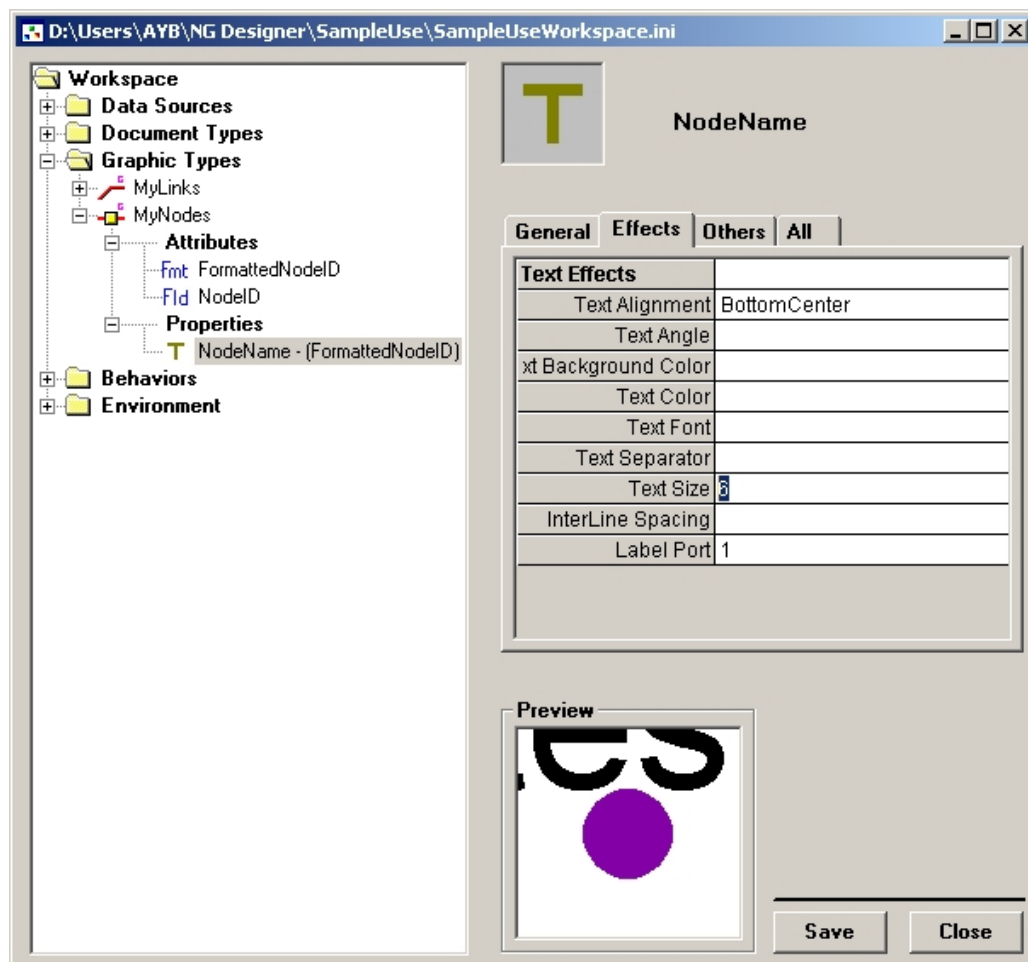 D:\Users\AYB\NG Designer\SampleUse\SampleUseWorkspace.ini
Workspace
Data Sources
Document Types
Graphic Types
MyLinks
MyNodes
Attributes
Fmt FormattedNodeID
Fld NodeID
Properties
T NodeName - (FormattedNodeID)
Behaviors
Environment
T NodeName
General Effects Others All
Text Effects
Text Alignment BottomCenter
Text Angle
xt Background Color
Text Color
Text Font
Text Separator
Text Size 6
InterLine Spacing
Label Port 1
Preview
es
Save Close